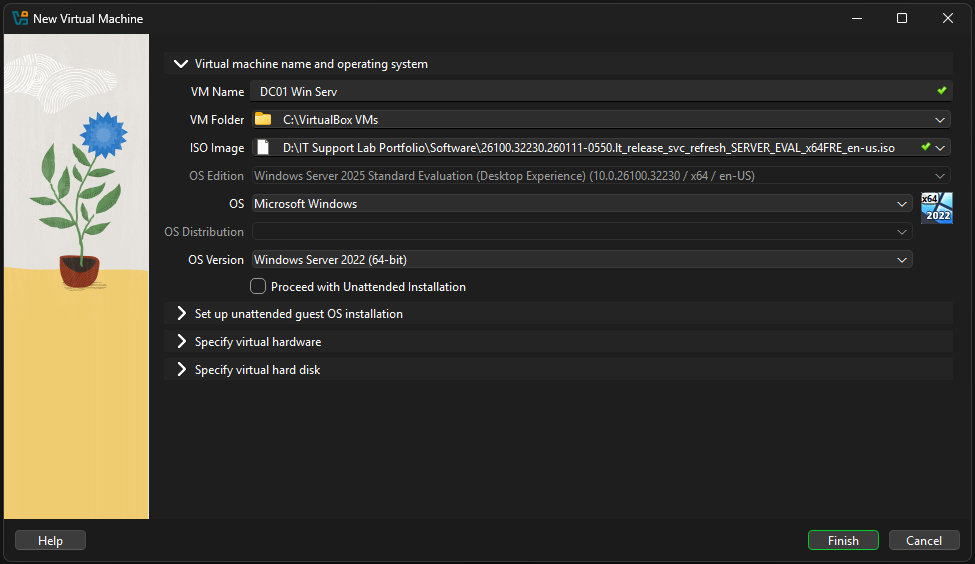 New Virtual Machine
Virtual machine name and operating system
VM Name DC01 Win Serv
VM Folder C:\VirtualBox VMs
ISO Image D:\IT Support Lab Portfolio\Software\26100.32230.260111-0550.lt_release_svc_refresh_SERVER_EVAL_x64FRE_en-us.iso
OS Edition Windows Server 2025 Standard Evaluation (Desktop Experience) (10.0.26100.32230 / x64 / en-US)
OS Microsoft Windows
x64
2022
OS Distribution
OS Version Windows Server 2022 (64-bit)
Proceed with Unattended Installation
Set up unattended guest OS installation
Specify virtual hardware
Specify virtual hard disk
Help Finish Cancel